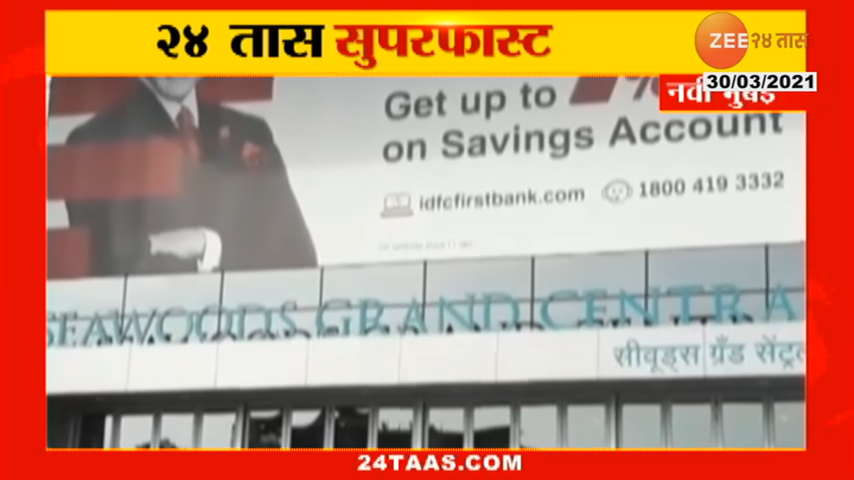 २४ तास सुपरफास्ट
ZEE २४ तास
30/03/2021
नवी मुंबई
Get up to
on Savings Account
idfcfirstbank.com 1800 419 3332
SEAWOODS GRAND CENTRA
सीवूड्स ग्रँड सेंट्रल
24TAAS.COM